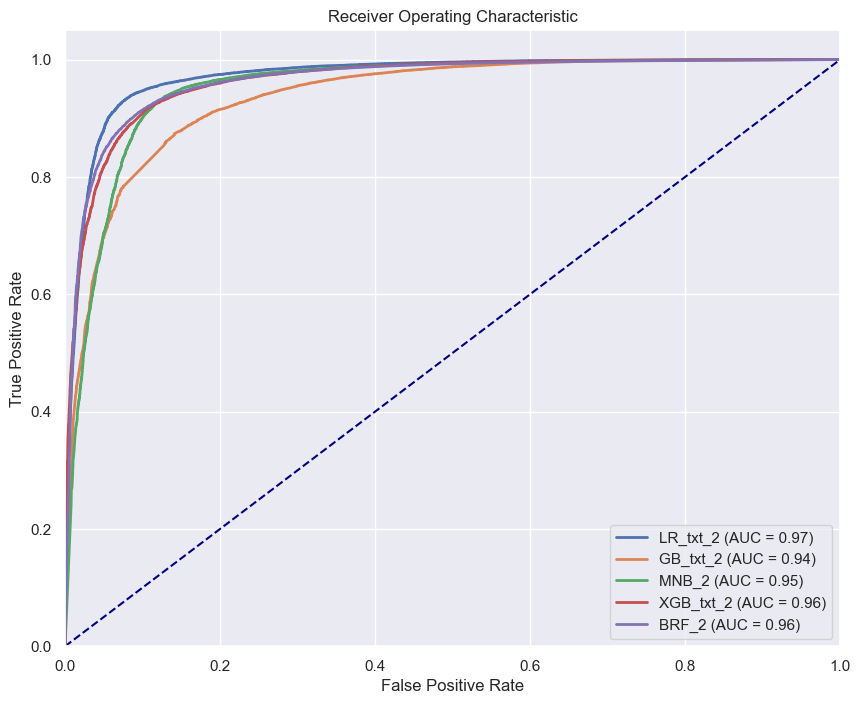 Receiver Operating Characteristic
True Positive Rate
1.0
0.8
0.6
0.4
0.2
0.0
LR_txt_2 (AUC = 0.97)
GB_txt_2 (AUC = 0.94)
MNB_2 (AUC = 0.95)
XGB_txt_2 (AUC = 0.96)
BRF_2 (AUC = 0.96)
0.0 0.2 0.4 0.6 0.8 1.0
False Positive Rate